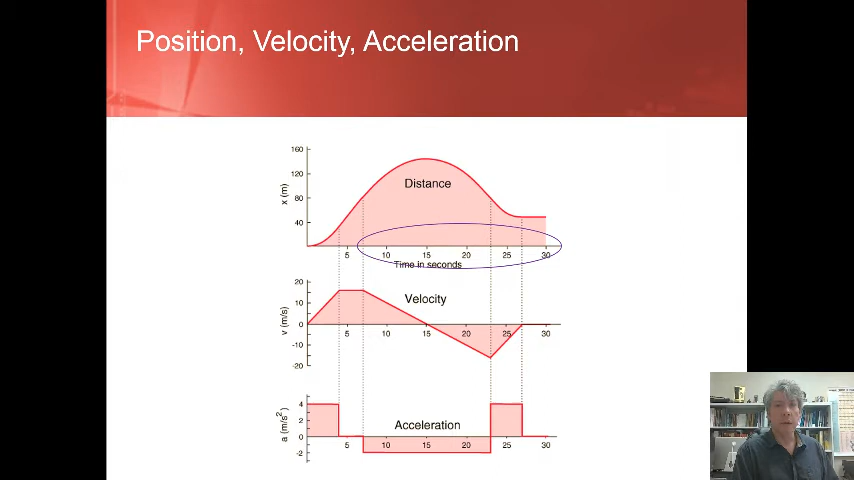 Position, Velocity, Acceleration
160
120
80
40
x (m)
Distance
5 10 15 20 25 30
Time in seconds
20
10
0
-10
-20
v (m/s)
Velocity
5 10 15 20 25 30
4
2
0
-2
a (m/s²)
Acceleration
5 10 15 20 25 30